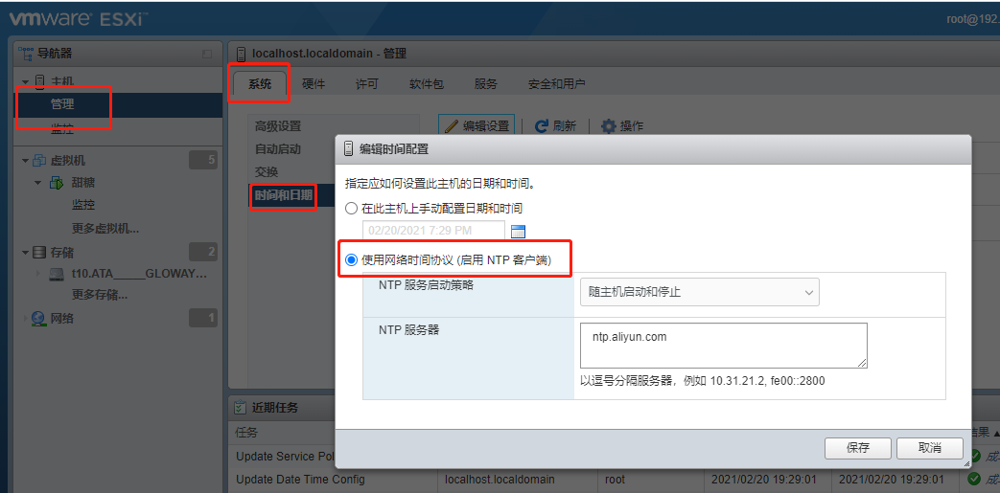 vmware ESXi
root@192.
导航器
主机
管理
监控
虚拟机 5
甜糖
监控
更多虚拟机...
存储 2
t10.ATA_____GLOWAY...
更多存储...
网络 1
localhost.localdomain - 管理
系统 硬件 许可 软件包 服务 安全和用户
高级设置
自动启动
交换
时间和日期
编辑设置 刷新 操作
编辑时间配置
指定应如何设置此主机的日期和时间。
在此主机上手动配置日期和时间
02/20/2021 7:29 PM
使用网络时间协议 (启用 NTP 客户端)
NTP 服务启动策略 随主机启动和停止
NTP 服务器 ntp.aliyun.com
以逗号分隔服务器，例如 10.31.21.2, fe00::2800
保存 取消
近期任务
任务 结果
Update Service Pol 成
Update Date Time Config localhost.localdomain root 2021/02/20 19:29:01 2021/02/20 19:29:01 成